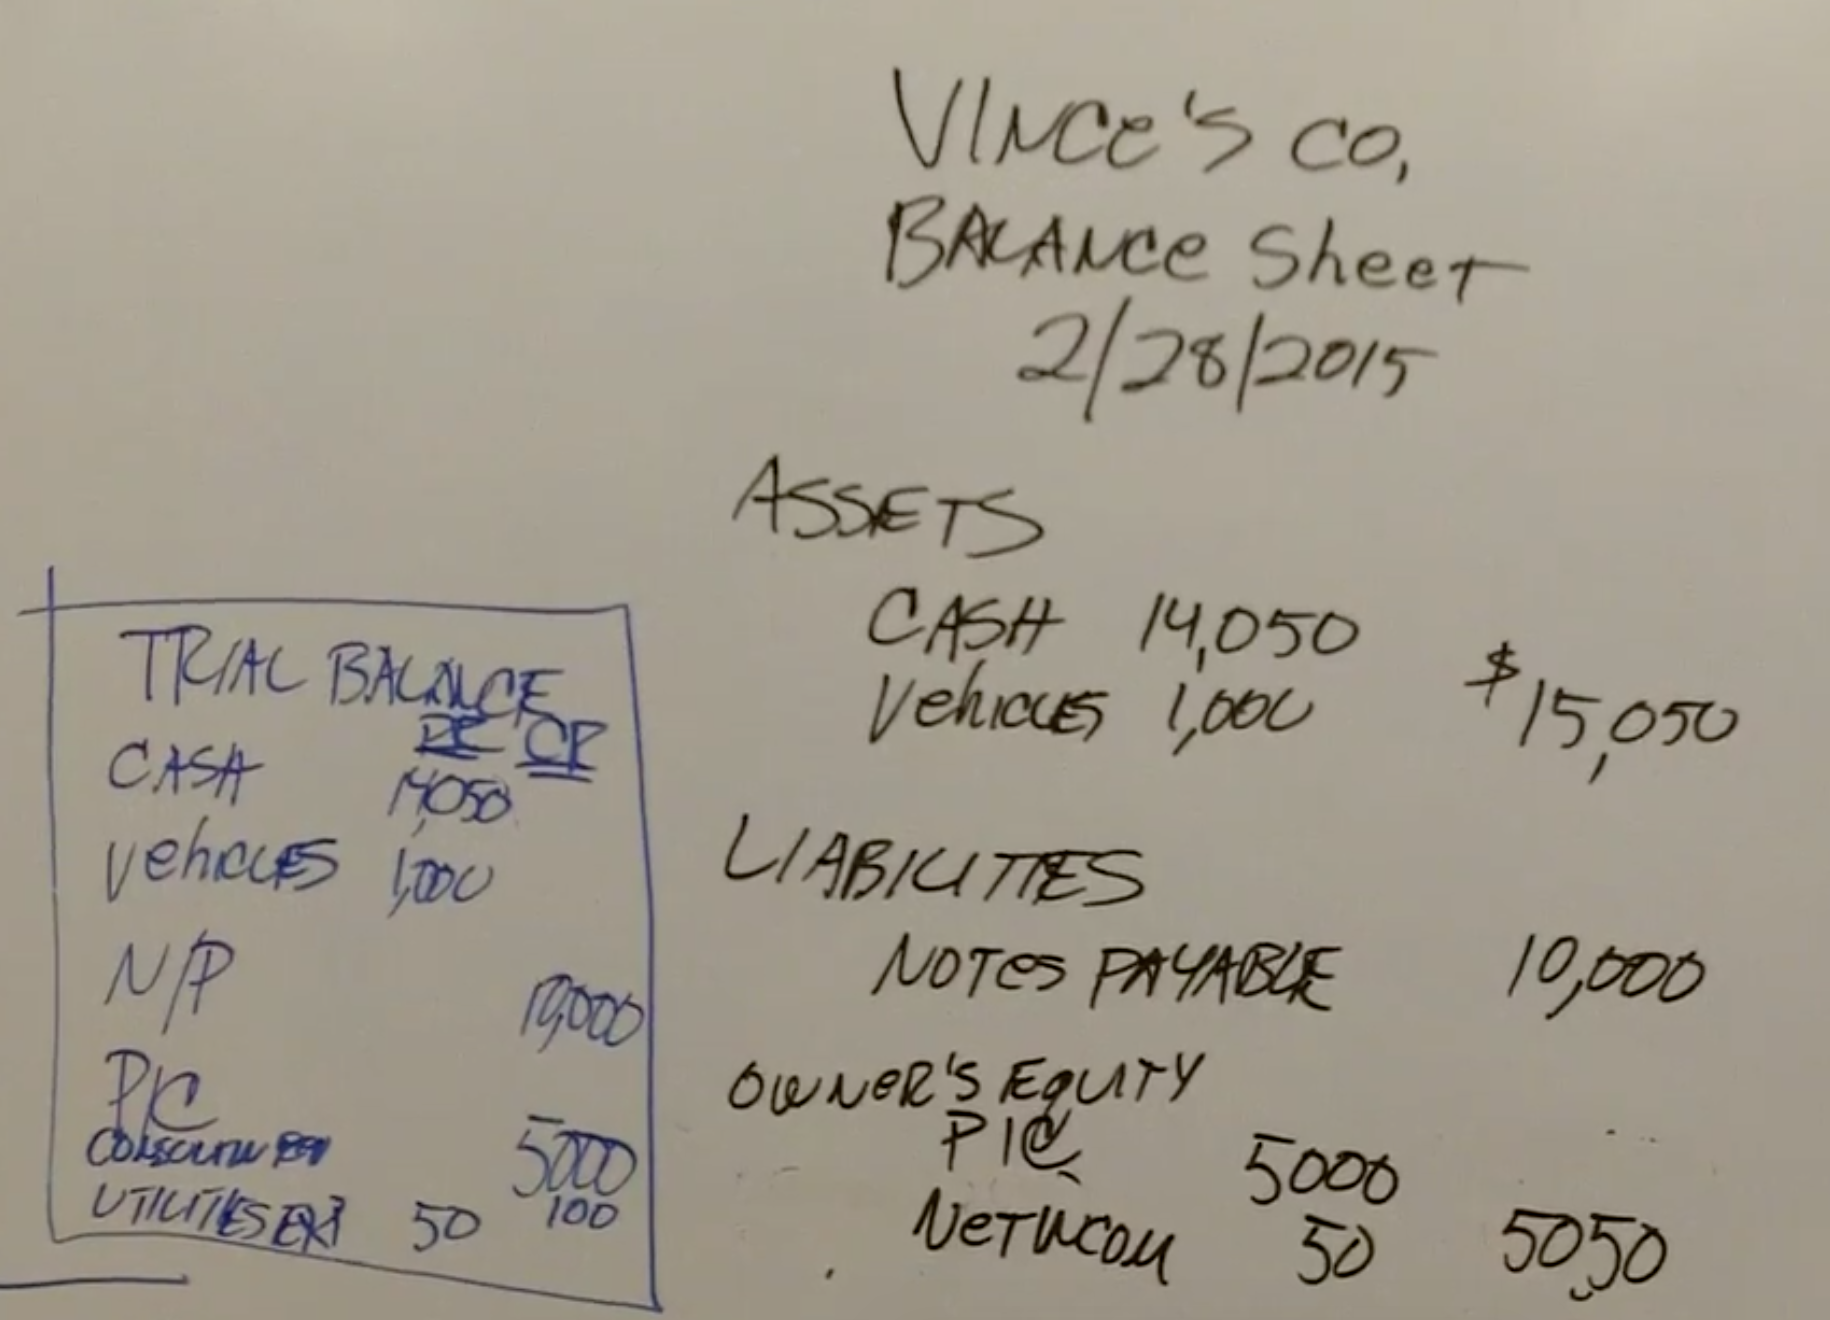 VINCE'S CO,
BALANCE Sheet
2/28/2015
ASSETS
CASH 14,050
VehicLES 1,000 $15,050
LIABILITIES
NOTes PAYABLE 10,000
OWNeR'S EQUITY
PIC 5000
NeT INCOM 50 5050
TRIAL BALANCE
DR CR
CASH 14,050
VehicLES 1,000
N/P 10,000
PIC 5000
100
UTILITIES EXP 50